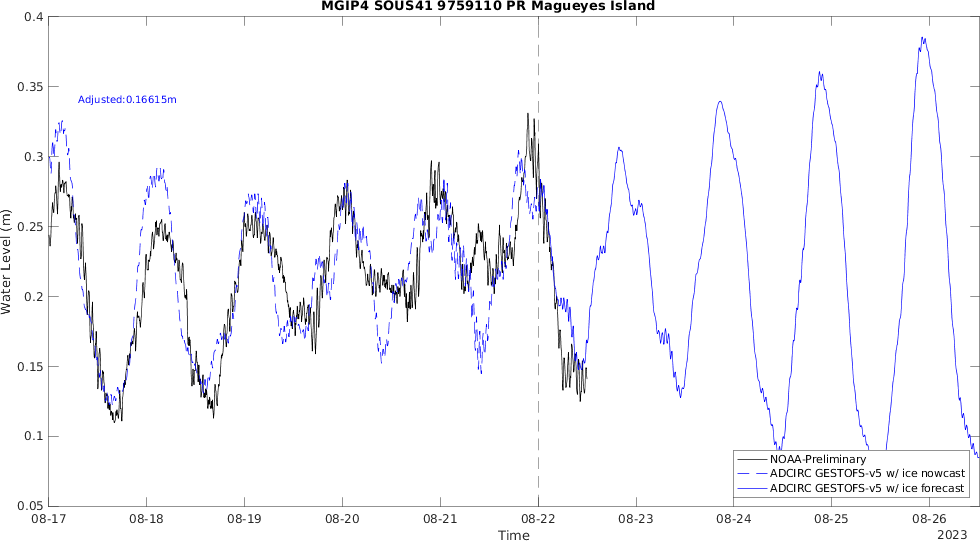 MGIP4 SOUS41 9759110 PR Magueyes Island
Adjusted:0.16615m
Water Level (m)
0.4
0.35
0.3
0.25
0.2
0.15
0.1
0.05
NOAA-Preliminary
ADCIRC GESTOFS-v5 w/ ice nowcast
ADCIRC GESTOFS-v5 w/ ice forecast
08-17 08-18 08-19 08-20 08-21 08-22 08-23 08-24 08-25 08-26
Time
2023